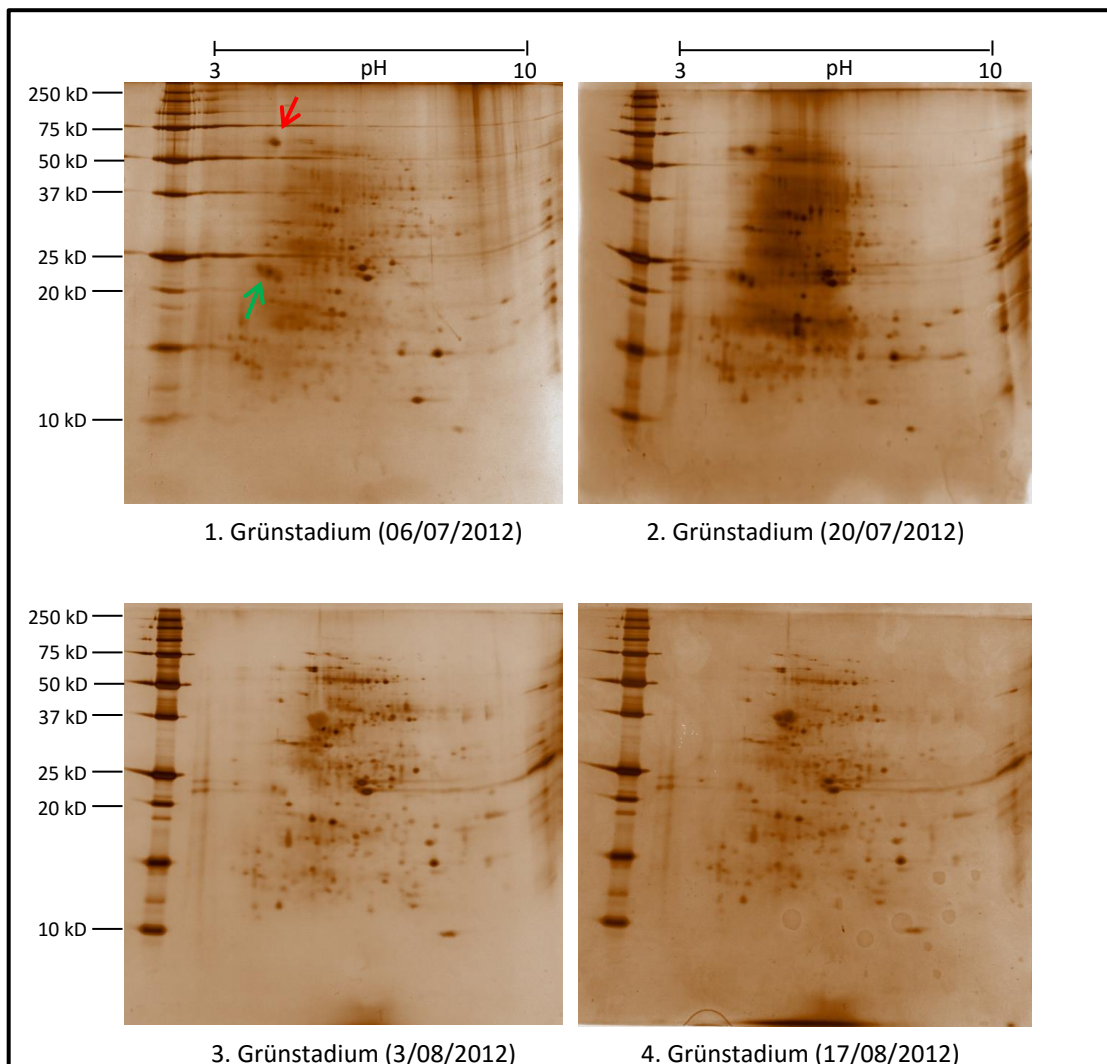 3 pH 10
3 pH 10
250 kD
75 kD
50 kD
37 kD
25 kD
20 kD
10 kD
1. Grünstadium (06/07/2012)
2. Grünstadium (20/07/2012)
250 kD
75 kD
50 kD
37 kD
25 kD
20 kD
10 kD
3. Grünstadium (3/08/2012)
4. Grünstadium (17/08/2012)